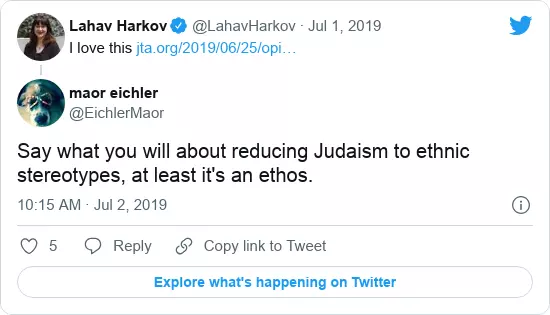 Lahav Harkov @LahavHarkov · Jul 1, 2019
I love this jta.org/2019/06/25/opi…
maor eichler
@EichlerMaor
Say what you will about reducing Judaism to ethnic
stereotypes, at least it's an ethos.
10:15 AM · Jul 2, 2019
5 Reply Copy link to Tweet
Explore what's happening on Twitter